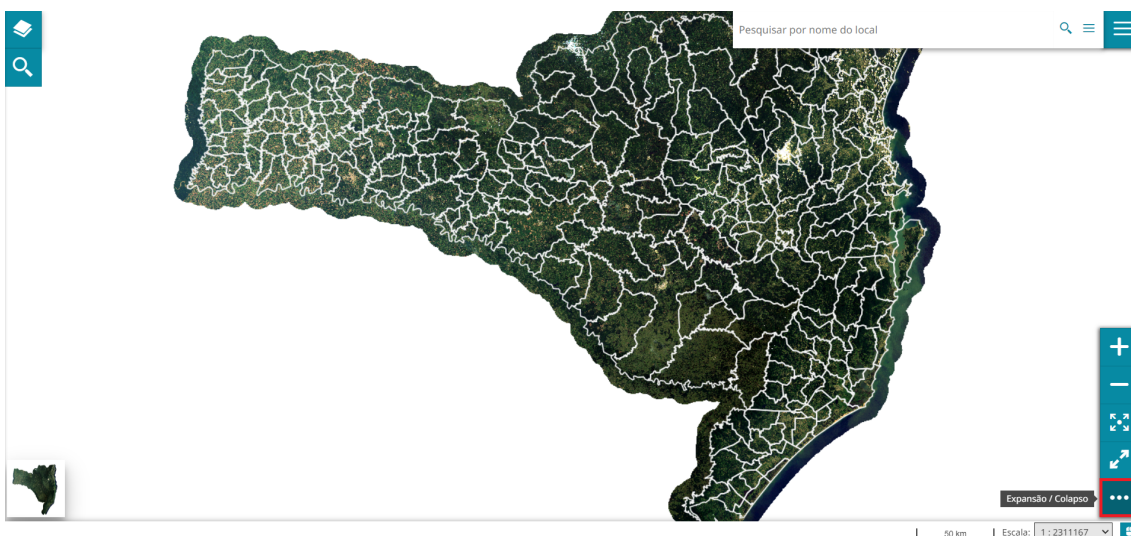 Pesquisar por nome do local
Expansão / Colapso
50 km
Escala:
1 : 2311167